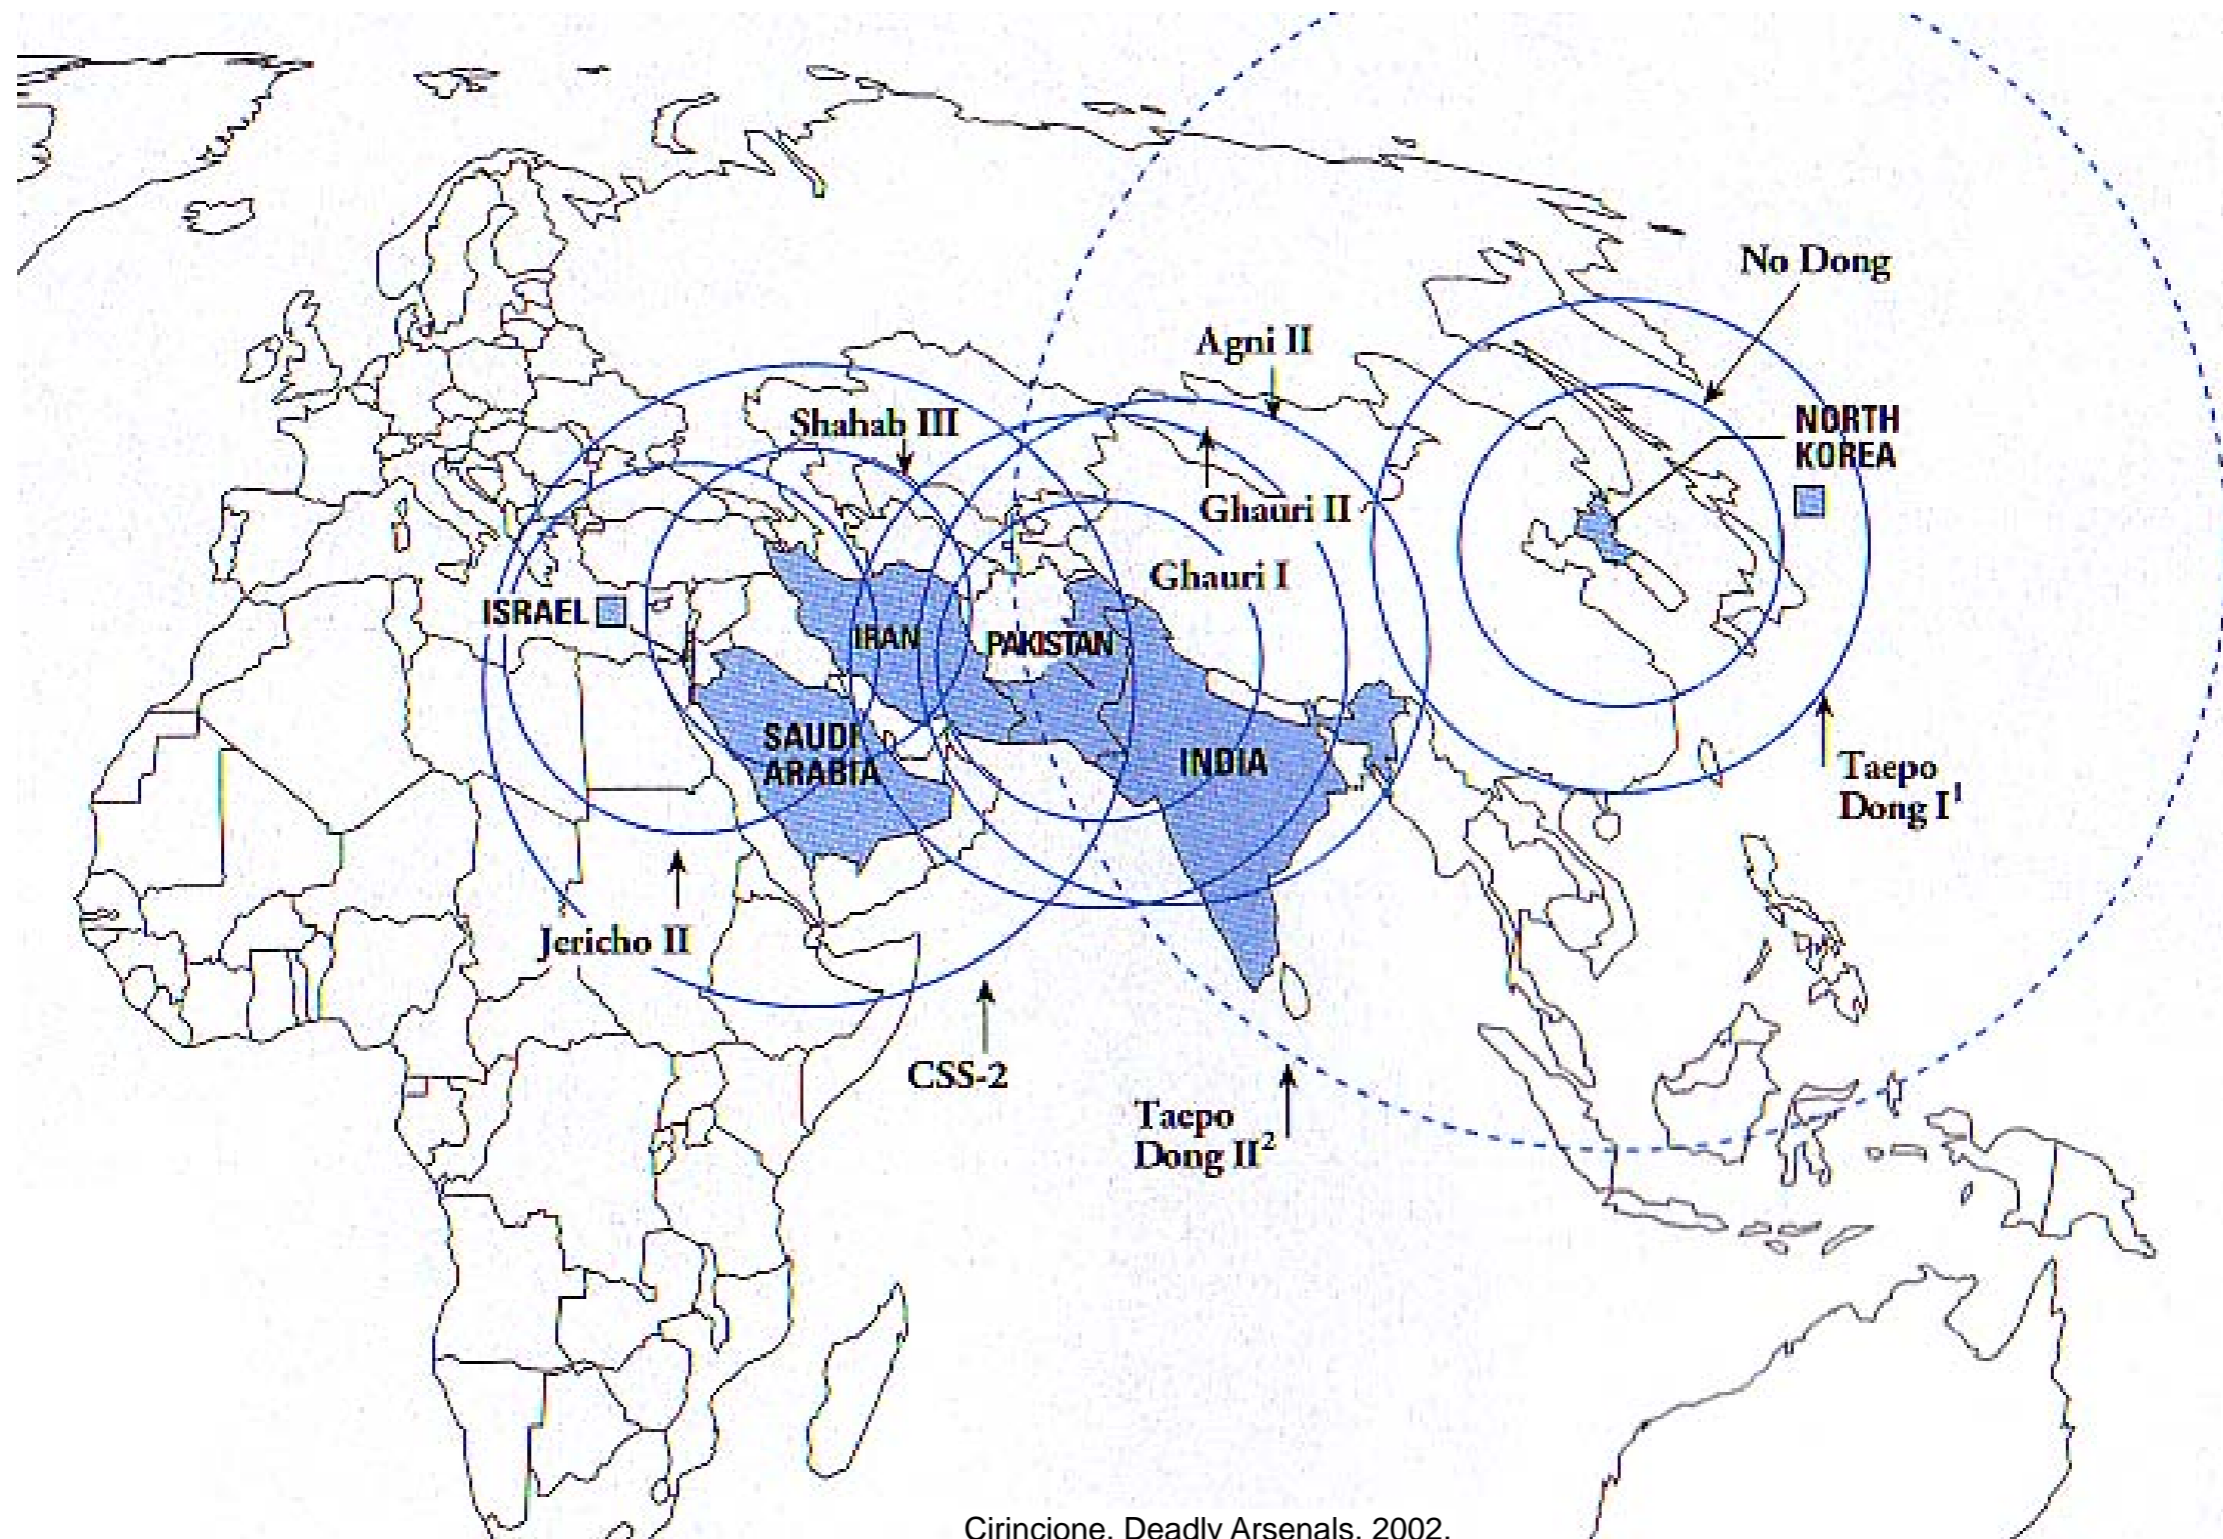 No Dong
Agni II
Shahab III
NORTH
KOREA
Ghauri II
Ghauri I
ISRAEL
IRAN
PAKISTAN
SAUDI
ARABIA
INDIA
Taepo
Dong I¹
Jericho II
CSS-2
Taepo
Dong II²
Cirincione, Deadly Arsenals, 2002.